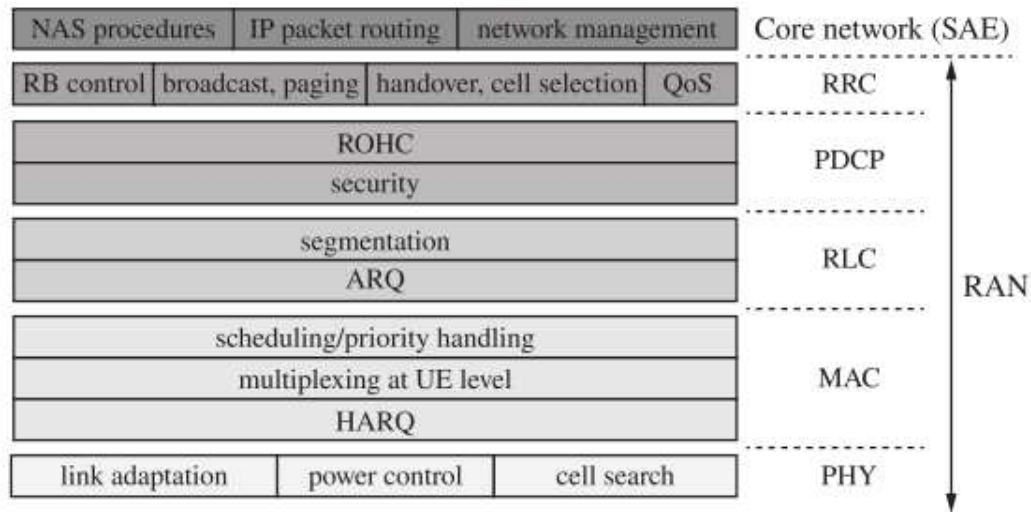 NAS procedures IP packet routing network management Core network (SAE)
RB control broadcast, paging handover, cell selection QoS RRC
ROHC
PDCP
security
segmentation
RLC
ARQ
RAN
scheduling/priority handling
multiplexing at UE level MAC
HARQ
link adaptation power control cell search PHY